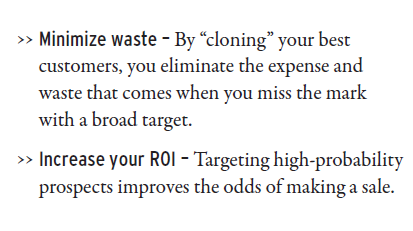 >> Minimize waste – By “cloning” your best
customers, you eliminate the expense and
waste that comes when you miss the mark
with a broad target.
>> Increase your ROI – Targeting high-probability
prospects improves the odds of making a sale.